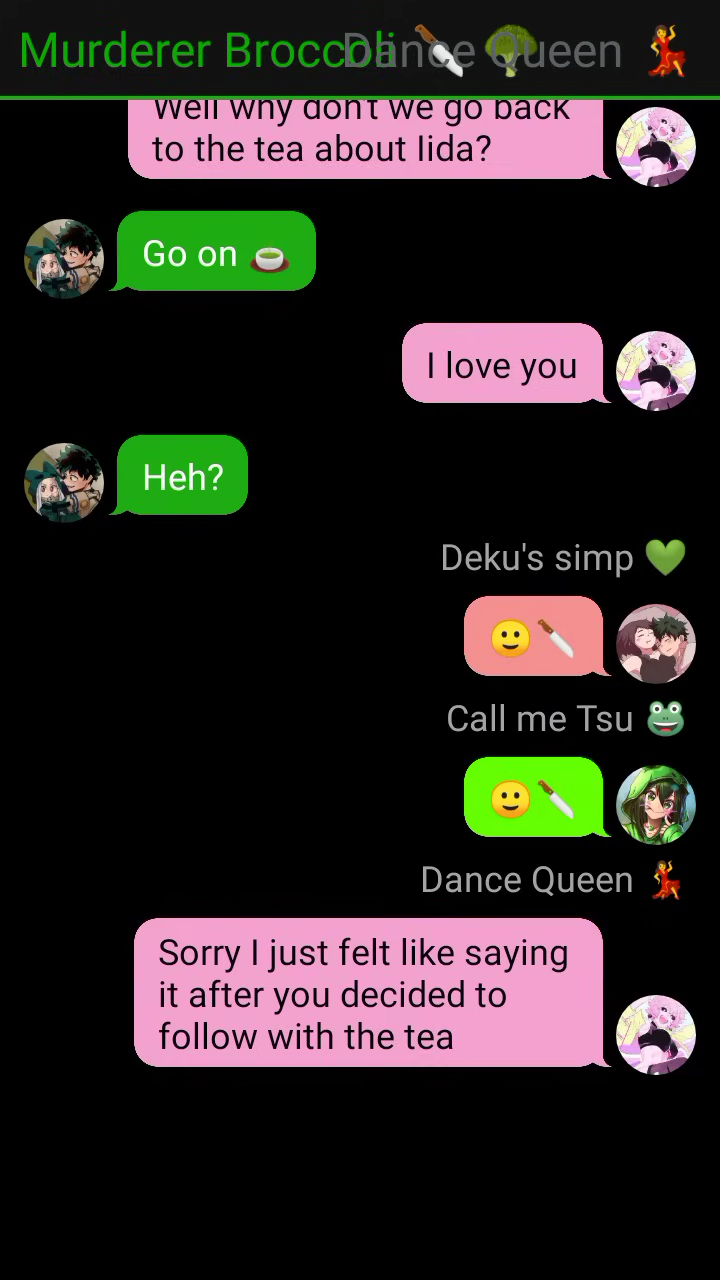 Murderer Broccoli 🔪🥦
Dance Queen 💃
Well why don't we go back
to the tea about Iida?
Go on 🍵
I love you
Heh?
Deku's simp 💚
🙂🔪
Call me Tsu 🐸
🙂🔪
Dance Queen 💃
Sorry I just felt like saying
it after you decided to
follow with the tea